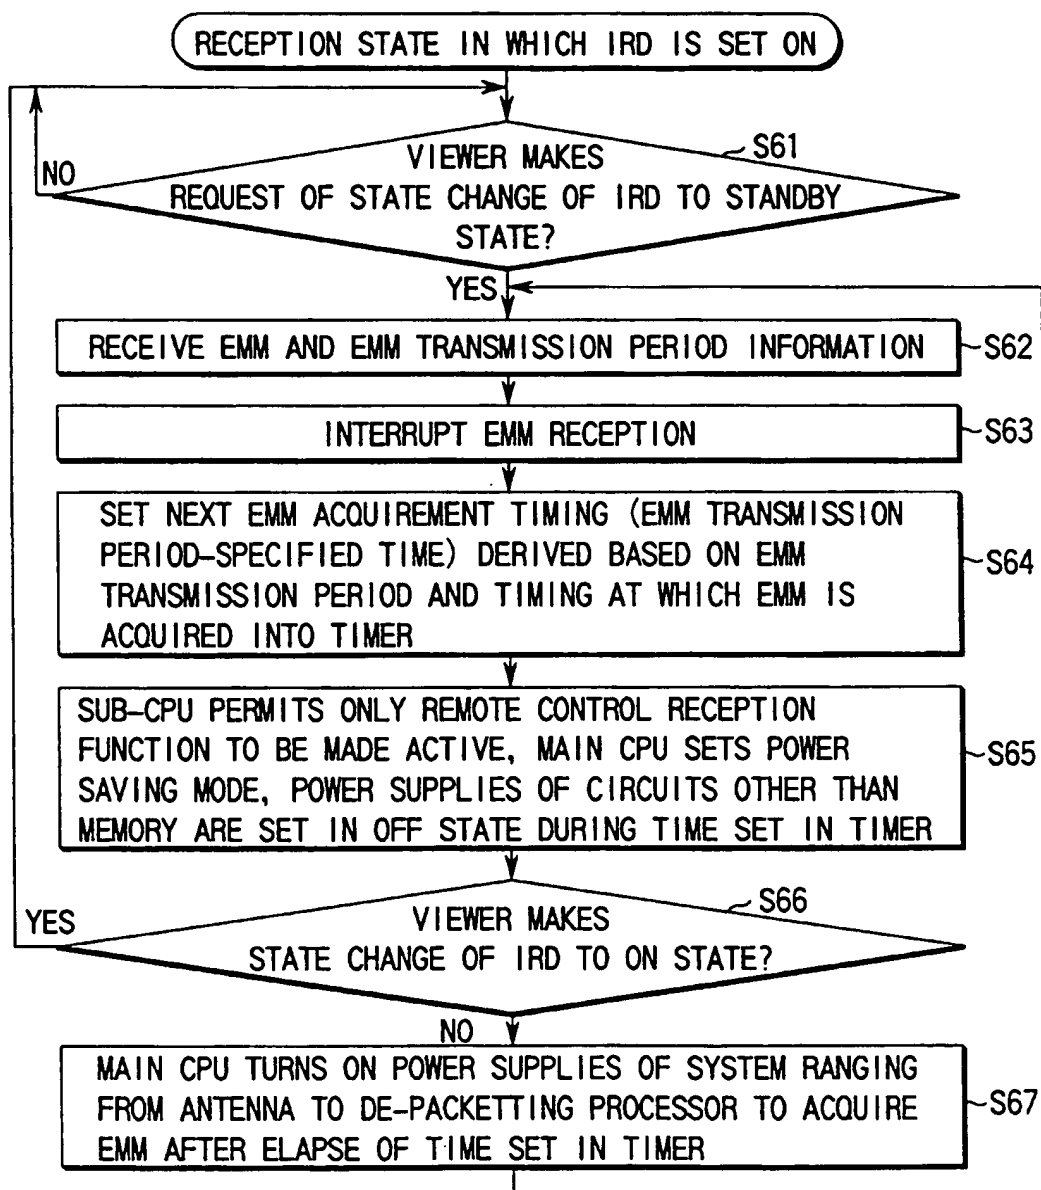 RECEPTION STATE IN WHICH IRD IS SET ON
NO
VIEWER MAKES
REQUEST OF STATE CHANGE OF IRD TO STANDBY
STATE?
S61
YES
RECEIVE EMM AND EMM TRANSMISSION PERIOD INFORMATION
S62
INTERRUPT EMM RECEPTION
S63
SET NEXT EMM ACQUIREMENT TIMING (EMM TRANSMISSION
PERIOD-SPECIFIED TIME) DERIVED BASED ON EMM
TRANSMISSION PERIOD AND TIMING AT WHICH EMM IS
ACQUIRED INTO TIMER
S64
SUB-CPU PERMITS ONLY REMOTE CONTROL RECEPTION
FUNCTION TO BE MADE ACTIVE, MAIN CPU SETS POWER
SAVING MODE, POWER SUPPLIES OF CIRCUITS OTHER THAN
MEMORY ARE SET IN OFF STATE DURING TIME SET IN TIMER
S65
YES
VIEWER MAKES
STATE CHANGE OF IRD TO ON STATE?
S66
NO
MAIN CPU TURNS ON POWER SUPPLIES OF SYSTEM RANGING
FROM ANTENNA TO DE-PACKETTING PROCESSOR TO ACQUIRE
EMM AFTER ELAPSE OF TIME SET IN TIMER
S67